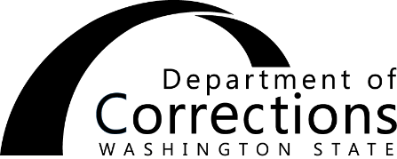 Department of
Corrections
WASHINGTON STATE